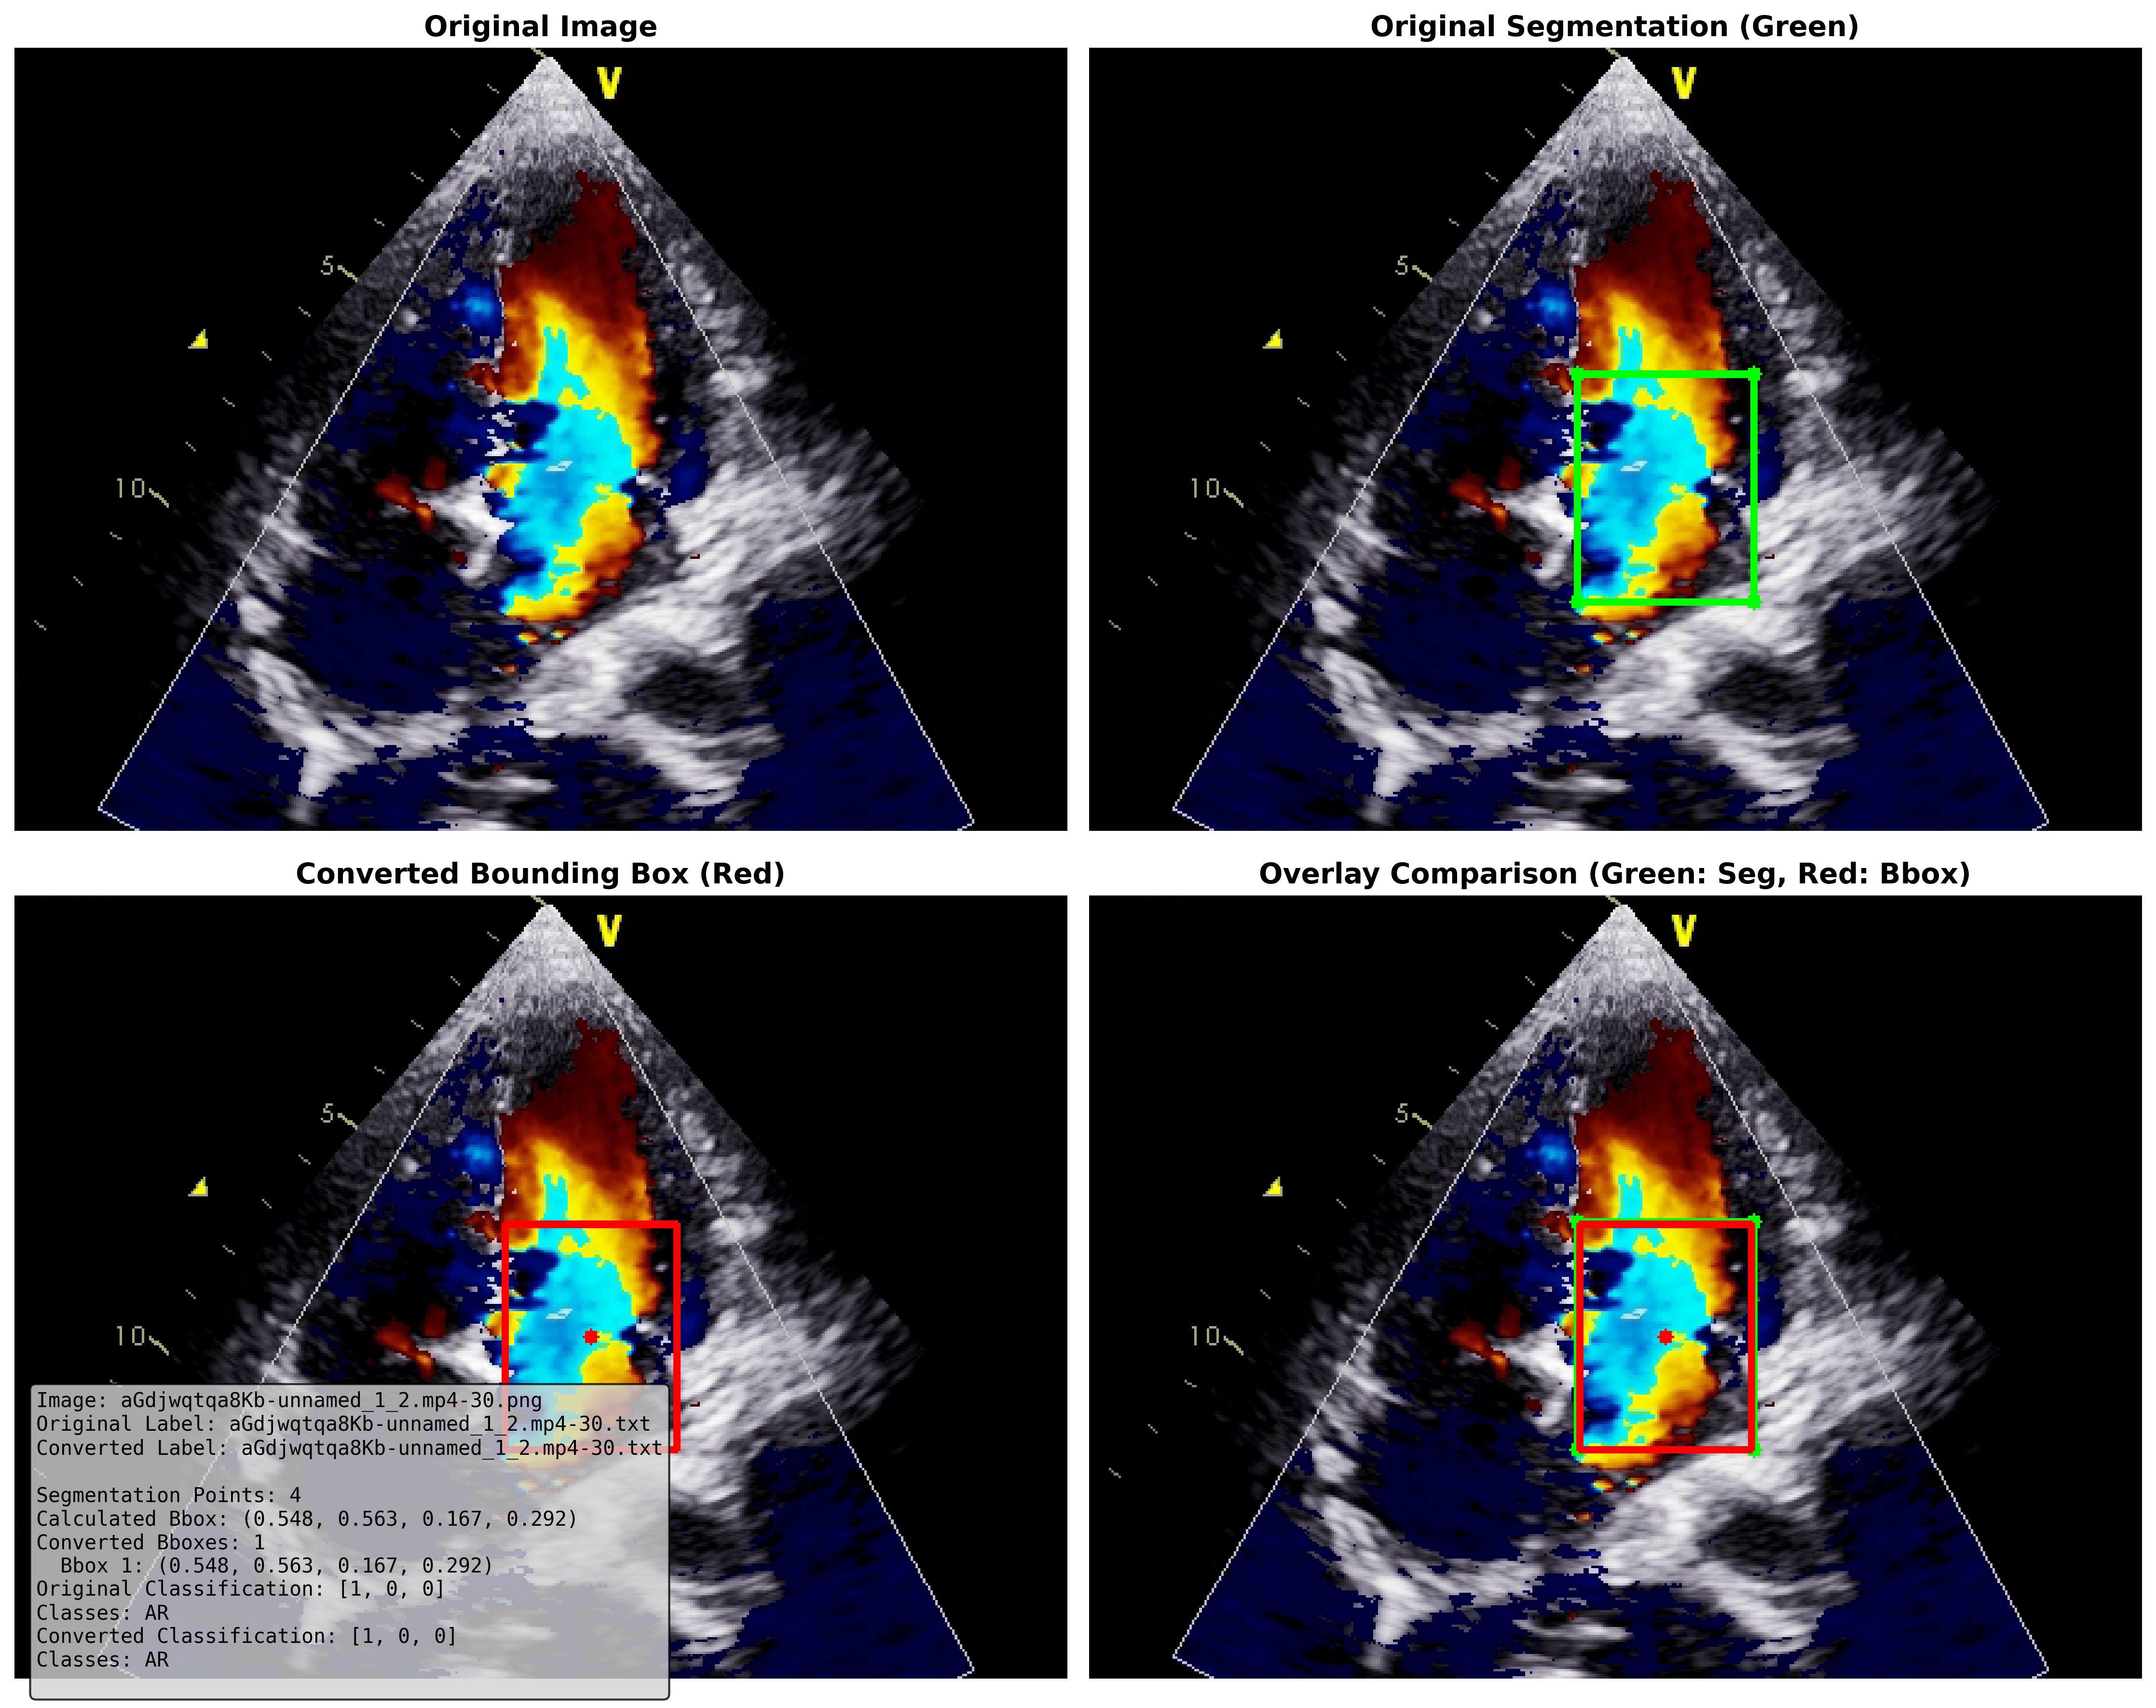 Original Image
Original Segmentation (Green)
V
5
10
V
5
10
Converted Bounding Box (Red)
Overlay Comparison (Green: Seg, Red: Bbox)
V
5
10
V
5
10
Image: aGdjwqtqa8Kb-unnamed_1_2.mp4-30.png
Original Label: aGdjwqtqa8Kb-unnamed_1_2.mp4-30.txt
Converted Label: aGdjwqtqa8Kb-unnamed_1_2.mp4-30.txt
Segmentation Points: 4
Calculated Bbox: (0.548, 0.563, 0.167, 0.292)
Converted Bboxes: 1
Bbox 1: (0.548, 0.563, 0.167, 0.292)
Original Classification: [1, 0, 0]
Classes: AR
Converted Classification: [1, 0, 0]
Classes: AR